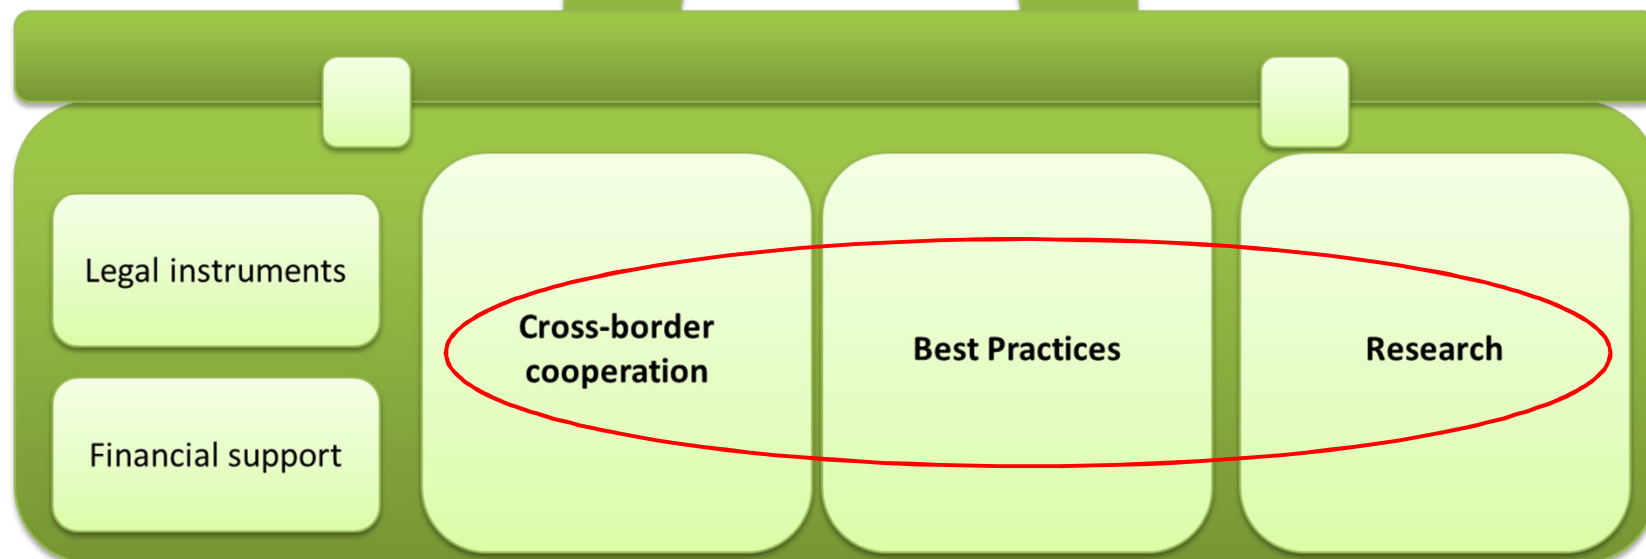 Legal instruments
Financial support
Cross-border
cooperation
Best Practices
Research